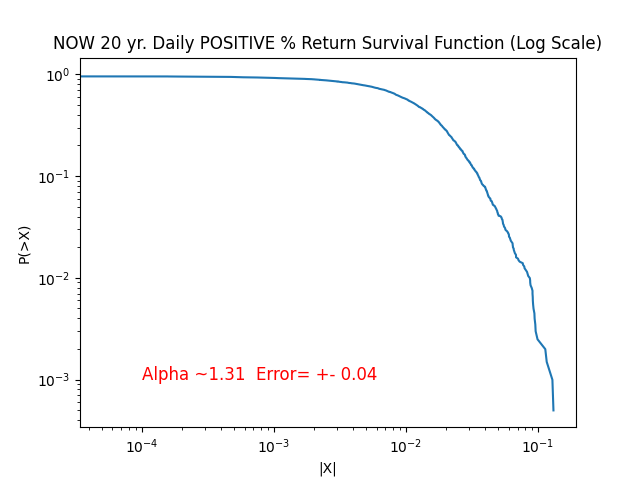 NOW 20 yr. Daily POSITIVE % Return Survival Function (Log Scale)
P(>X)
10⁰
10⁻¹
10⁻²
10⁻³
Alpha ~1.31  Error= +- 0.04
10⁻⁴
10⁻³
10⁻²
10⁻¹
|X|